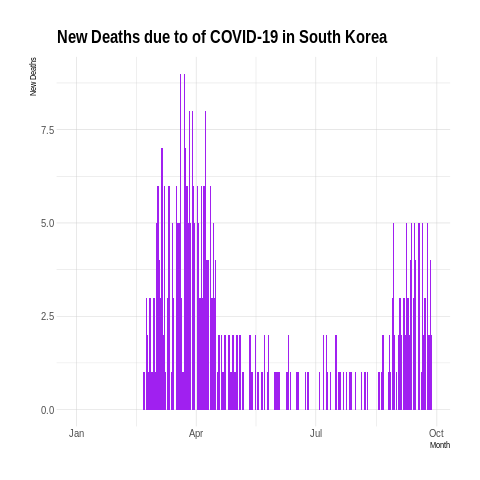 New Deaths due to of COVID-19 in South Korea
New Deaths
7.5
5.0
2.5
0.0
Jan Apr Jul Oct
Month